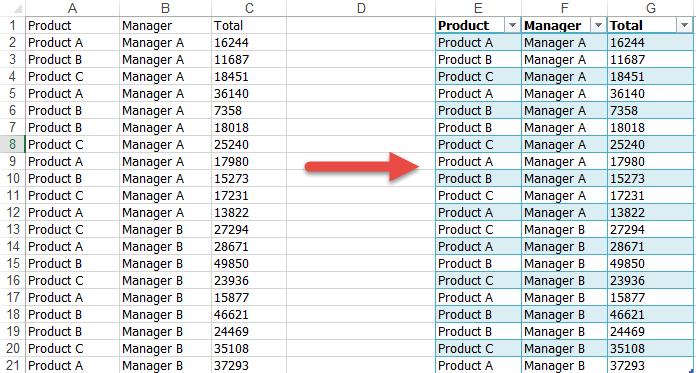 A B C D E F G
1 Product Manager Total Product Manager Total
2 Product A Manager A 16244 Product A Manager A 16244
3 Product B Manager A 11687 Product B Manager A 11687
4 Product C Manager A 18451 Product C Manager A 18451
5 Product A Manager A 36140 Product A Manager A 36140
6 Product B Manager A 7358 Product B Manager A 7358
7 Product B Manager A 18018 Product B Manager A 18018
8 Product C Manager A 25240 Product C Manager A 25240
9 Product A Manager A 17980 Product A Manager A 17980
10 Product B Manager A 15273 Product B Manager A 15273
11 Product C Manager A 17231 Product C Manager A 17231
12 Product A Manager A 13822 Product A Manager A 13822
13 Product C Manager B 27294 Product C Manager B 27294
14 Product A Manager B 28671 Product A Manager B 28671
15 Product B Manager B 49850 Product B Manager B 49850
16 Product C Manager B 23936 Product C Manager B 23936
17 Product A Manager B 15877 Product A Manager B 15877
18 Product B Manager B 46621 Product B Manager B 46621
19 Product B Manager B 24469 Product B Manager B 24469
20 Product C Manager B 35108 Product C Manager B 35108
21 Product A Manager B 37293 Product A Manager B 37293